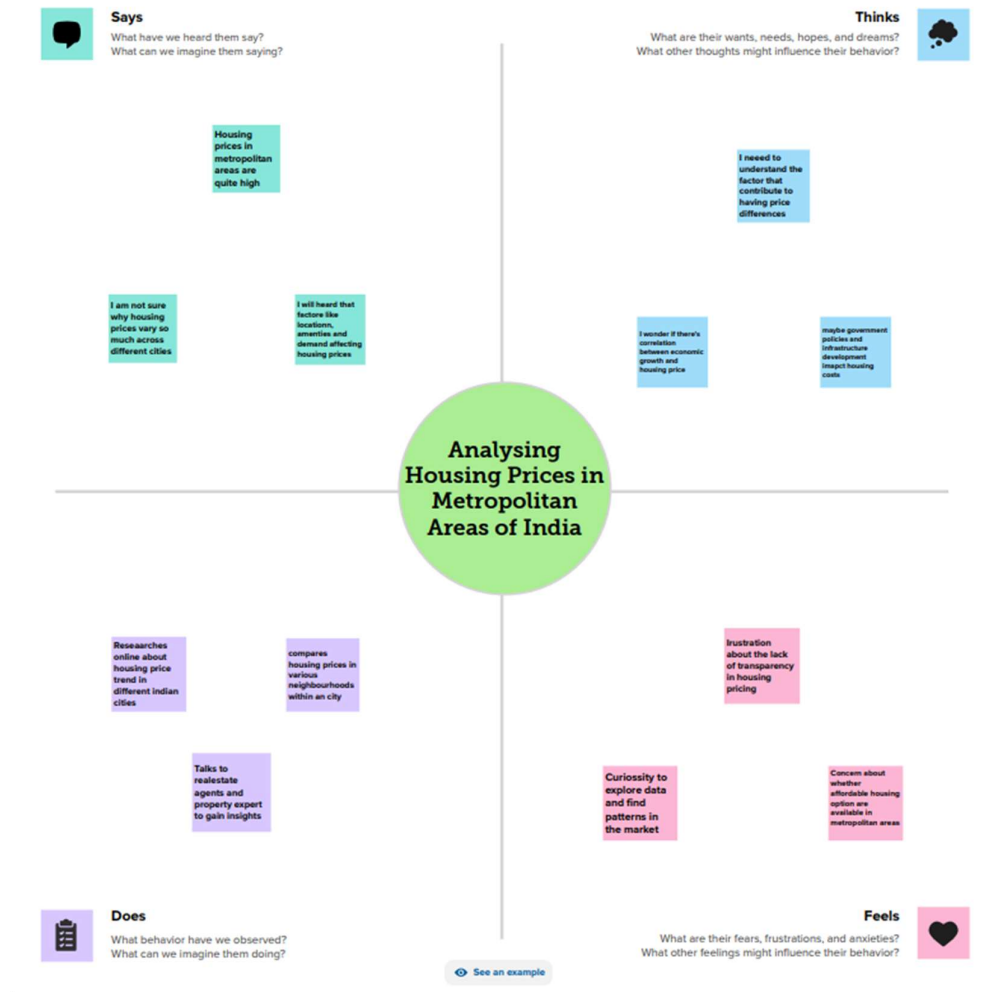 Says
What have we heard them say?
What can we imagine them saying?
Thinks
What are their wants, needs, hopes, and dreams?
What other thoughts might influence their behavior?
Housing
prices in
metropolitan
areas are
quite high
I am not sure
why housing
prices vary so
much across
different cities
I will heard that
factore like
locationn,
amenties and
demand affecting
housing prices
I neeed to
understand the
factor that
contribute to
having price
differences
I wonder if there's
correlation
between economic
growth and
housing price
maybe government
policies and
infrastructure
development
imapct housing
costs
Analysing
Housing Prices in
Metropolitan
Areas of India
Reseaarches
online about
housing price
trend in
different indian
cities
compares
housing prices in
various
neighbourhoods
within an city
Talks to
realestate
agents and
property expert
to gain insights
Irustration
about the lack
of transparency
in housing
pricing
Curiossity to
explore data
and find
patterns in
the market
Concern about
whether
affordable housing
option are
available in
metropolitan areas
Does
What behavior have we observed?
What can we imagine them doing?
Feels
What are their fears, frustrations, and anxieties?
What other feelings might influence their behavior?
See an example